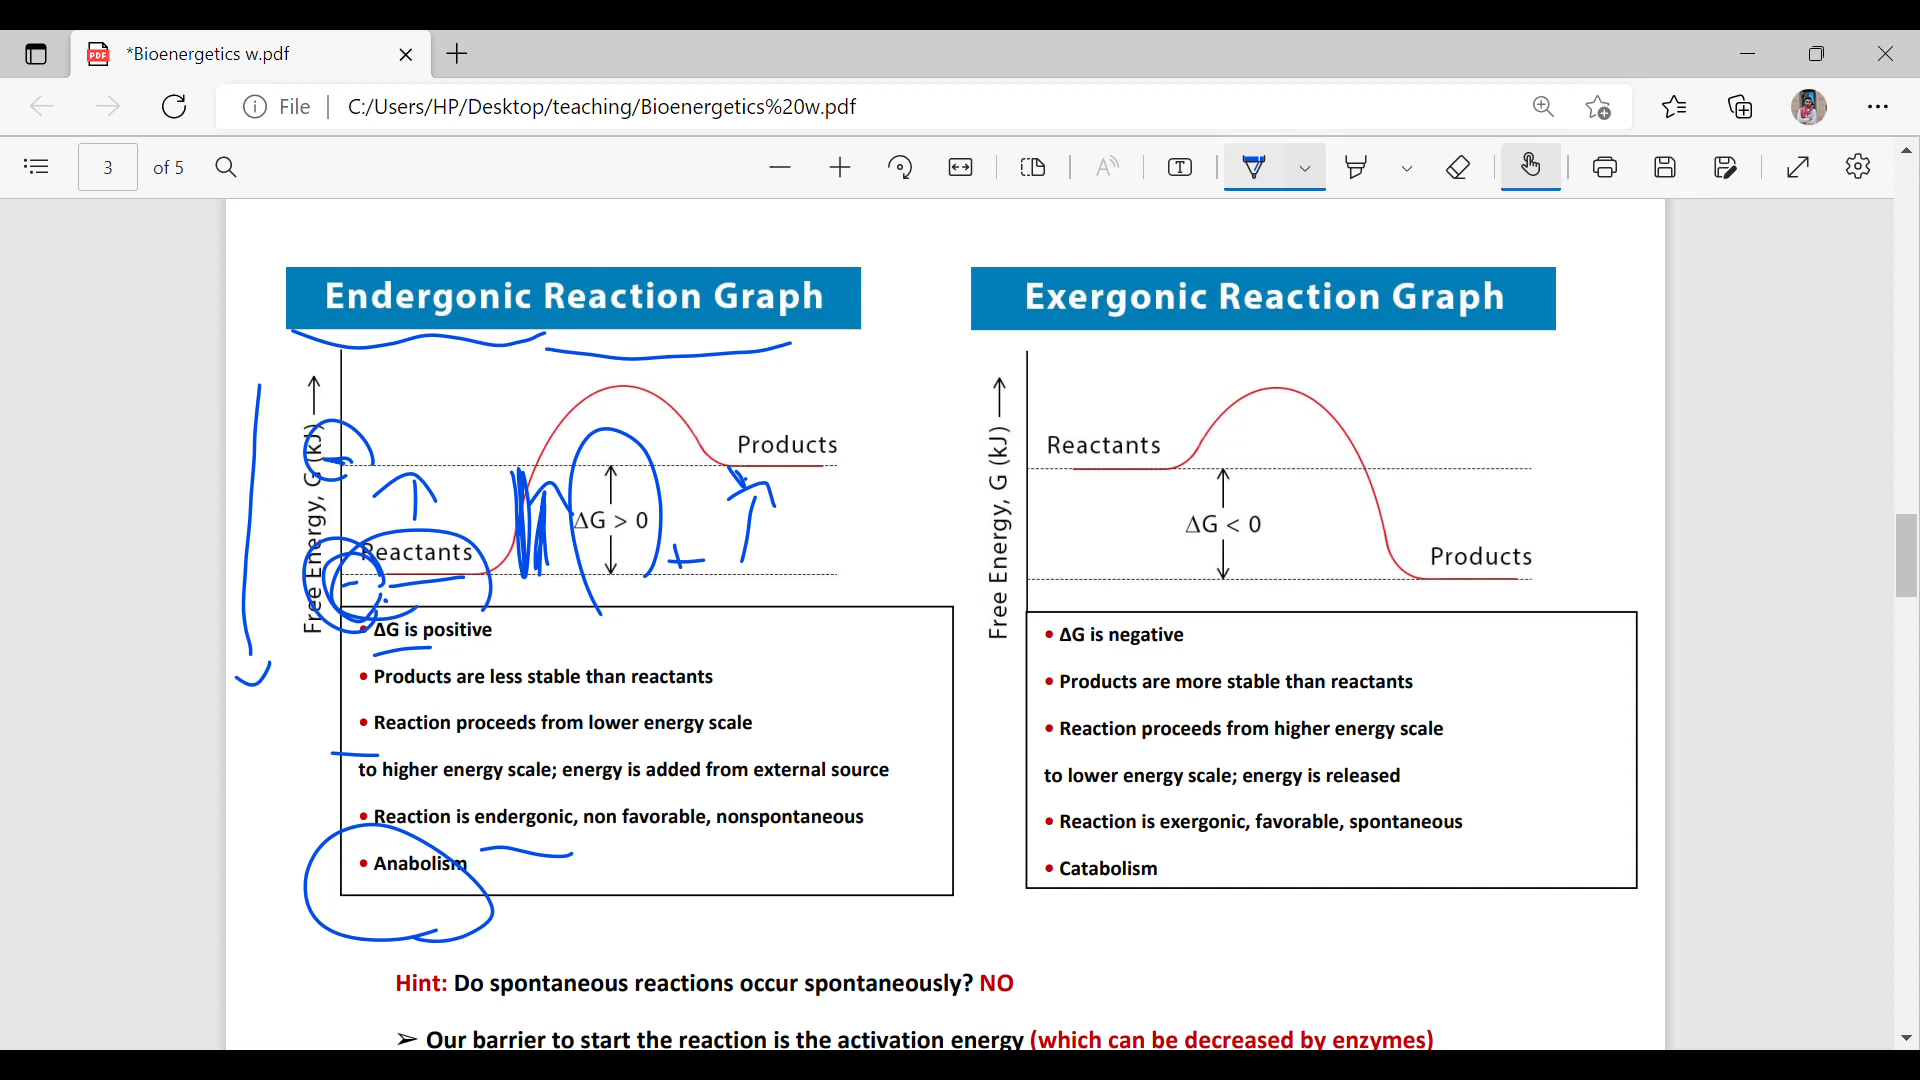 *Bioenergetics w.pdf
File
C:/Users/HP/Desktop/teaching/Bioenergetics%20w.pdf
3 of 5
Endergonic Reaction Graph
Free Energy, G (kJ)
Products
Reactants
ΔG > 0
+
• ΔG is positive
• Products are less stable than reactants
• Reaction proceeds from lower energy scale
to higher energy scale; energy is added from external source
• Reaction is endergonic, non favorable, nonspontaneous
• Anabolism
Exergonic Reaction Graph
Free Energy, G (kJ)
Reactants
ΔG < 0
Products
• ΔG is negative
• Products are more stable than reactants
• Reaction proceeds from higher energy scale
to lower energy scale; energy is released
• Reaction is exergonic, favorable, spontaneous
• Catabolism
Hint: Do spontaneous reactions occur spontaneously? NO
➢ Our barrier to start the reaction is the activation energy (which can be decreased by enzymes)